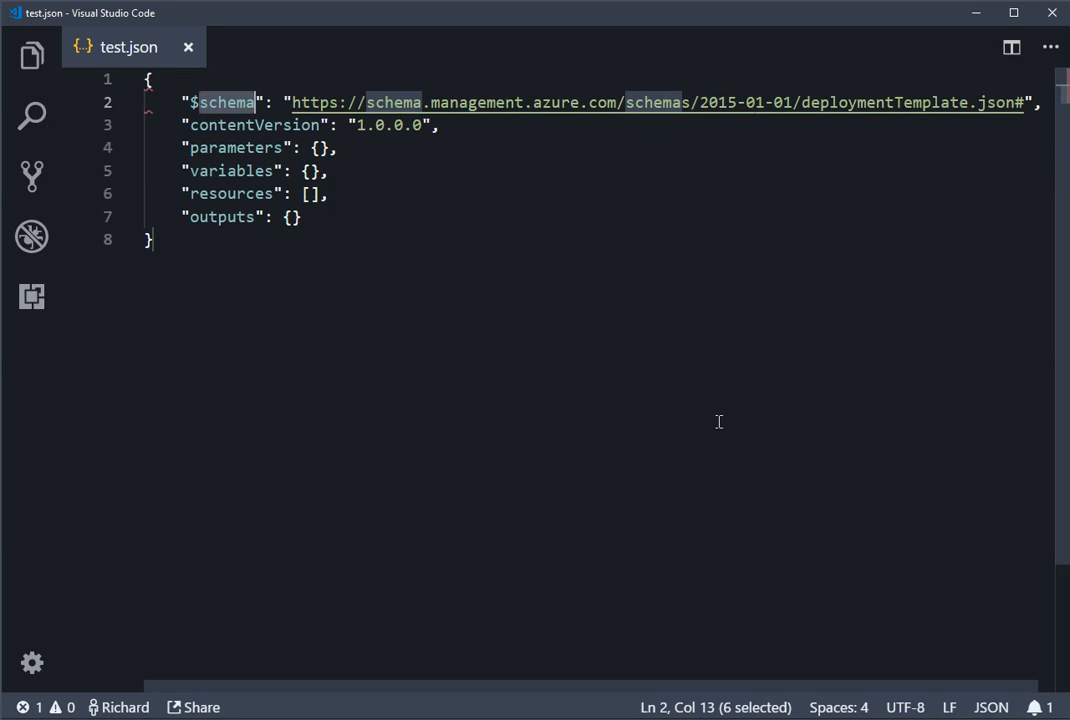 test.json - Visual Studio Code
{..} test.json
1 {
2 "$schema": "https://schema.management.azure.com/schemas/2015-01-01/deploymentTemplate.json#",
3 "contentVersion": "1.0.0.0",
4 "parameters": {},
5 "variables": {},
6 "resources": [],
7 "outputs": {}
8 }
1 0 Richard Share Ln 2, Col 13 (6 selected) Spaces: 4 UTF-8 LF JSON 1